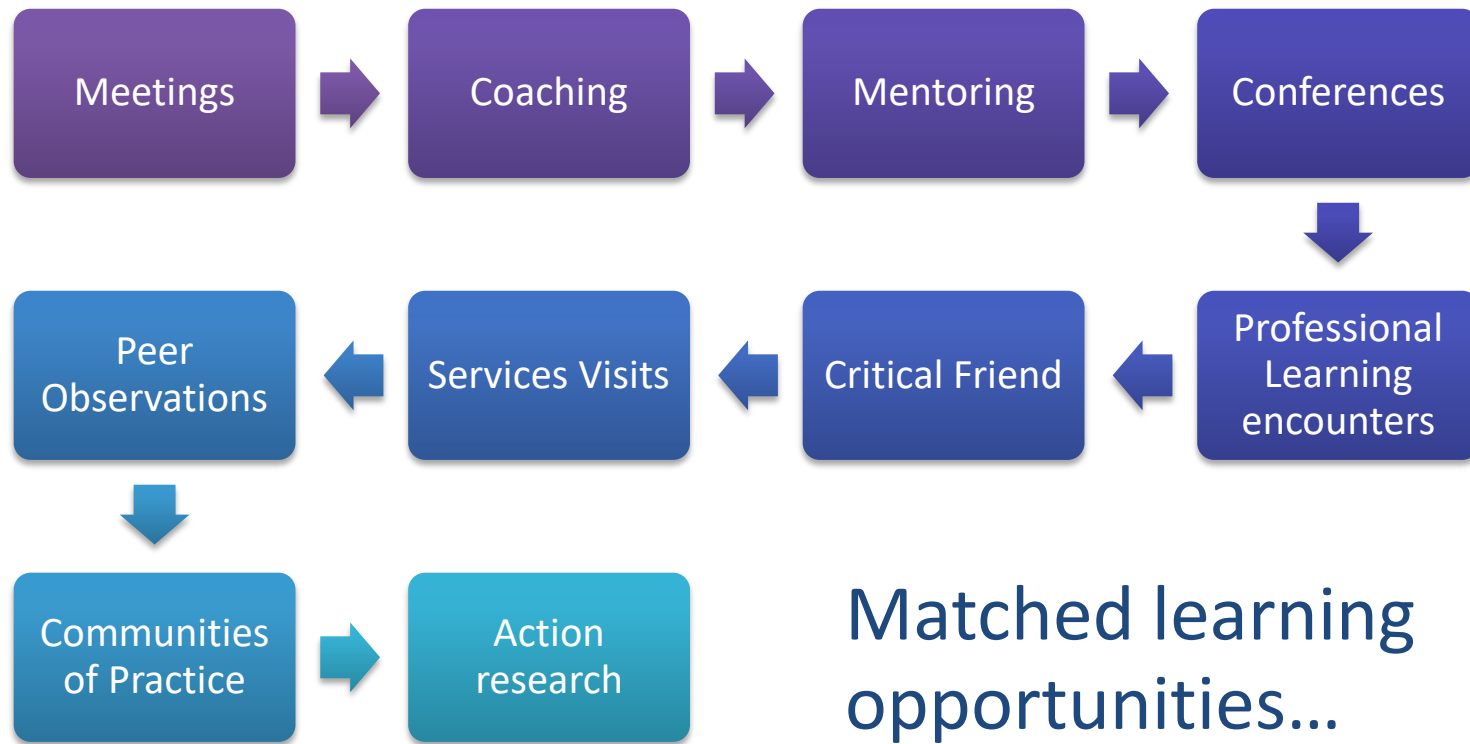 Meetings
Coaching
Mentoring
Conferences
Professional
Learning
encounters
Critical Friend
Services Visits
Peer
Observations
Communities
of Practice
Action
research
Matched learning
opportunities...